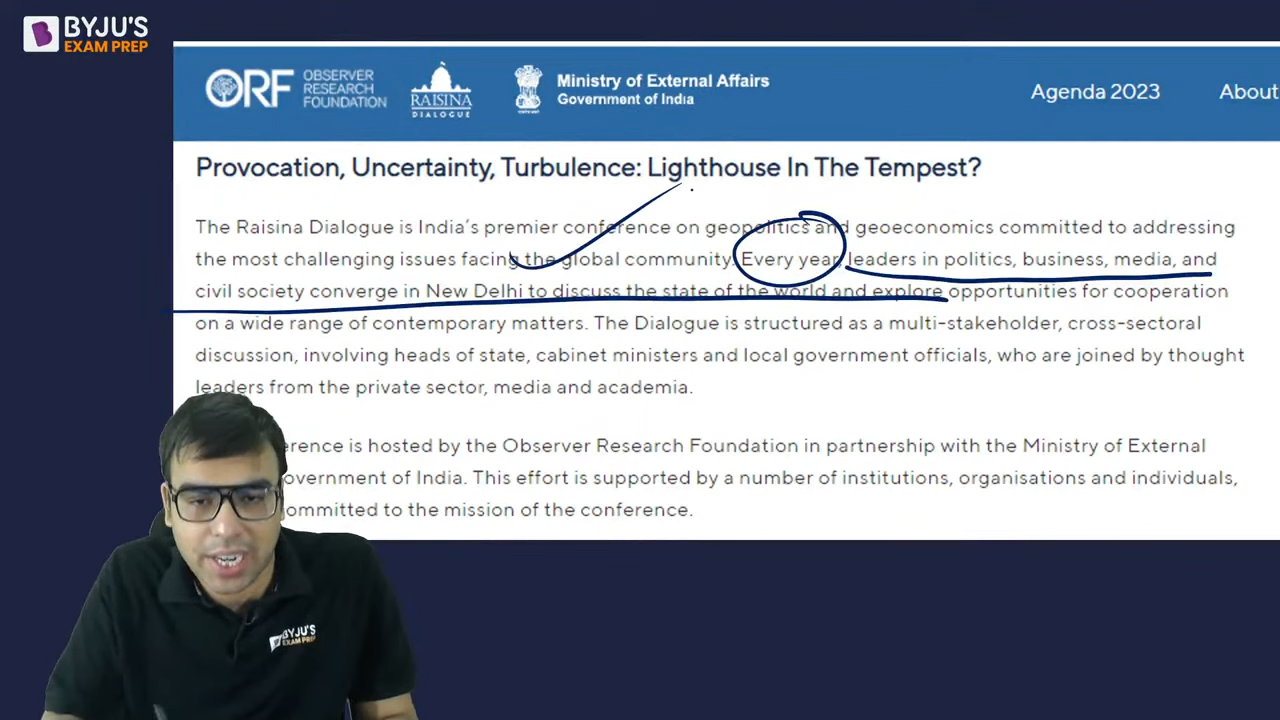 BYJU'S
EXAM PREP
ORF OBSERVER
RESEARCH
FOUNDATION
RAISINA
DIALOGUE
Ministry of External Affairs
Government of India
Agenda 2023
About
Provocation, Uncertainty, Turbulence: Lighthouse In The Tempest?
The Raisina Dialogue is India's premier conference on geopolitics and geoeconomics committed to addressing
the most challenging issues facing the global community. Every year, leaders in politics, business, media, and
civil society converge in New Delhi to discuss the state of the world and explore opportunities for cooperation
on a wide range of contemporary matters. The Dialogue is structured as a multi-stakeholder, cross-sectoral
discussion, involving heads of state, cabinet ministers and local government officials, who are joined by thought
leaders from the private sector, media and academia.
erence is hosted by the Observer Research Foundation in partnership with the Ministry of External
overnment of India. This effort is supported by a number of institutions, organisations and individuals,
ommitted to the mission of the conference.
BYJU'S
EXAM PREP